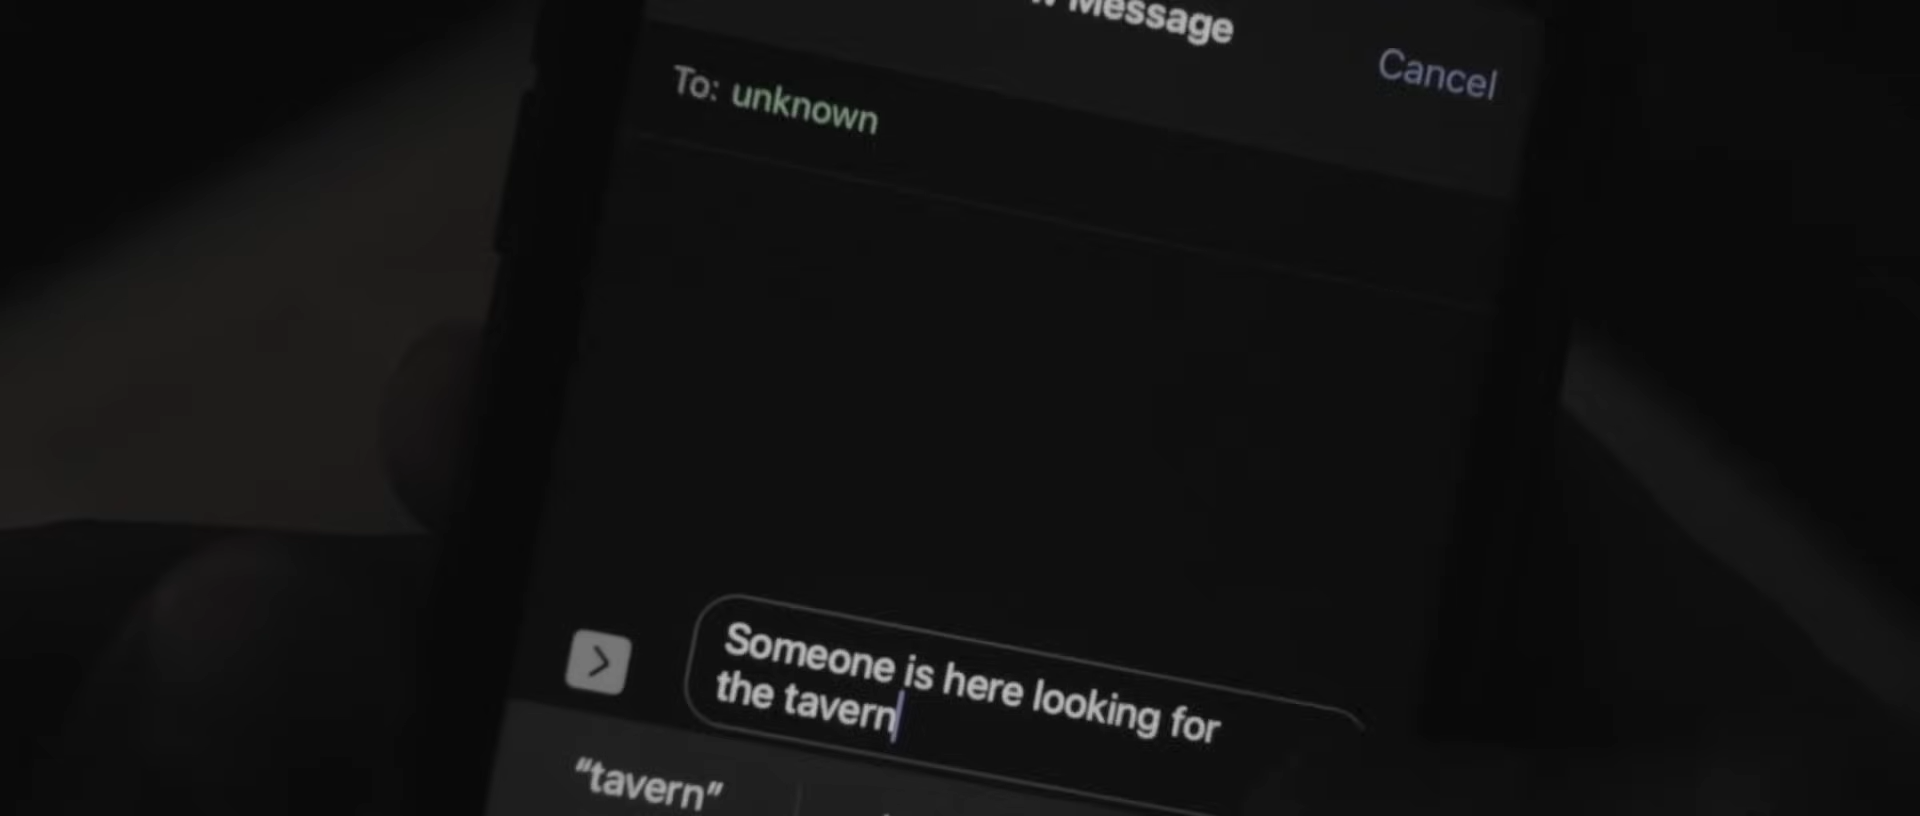 Message
Cancel
To: unknown
Someone is here looking for
the tavern
"tavern"